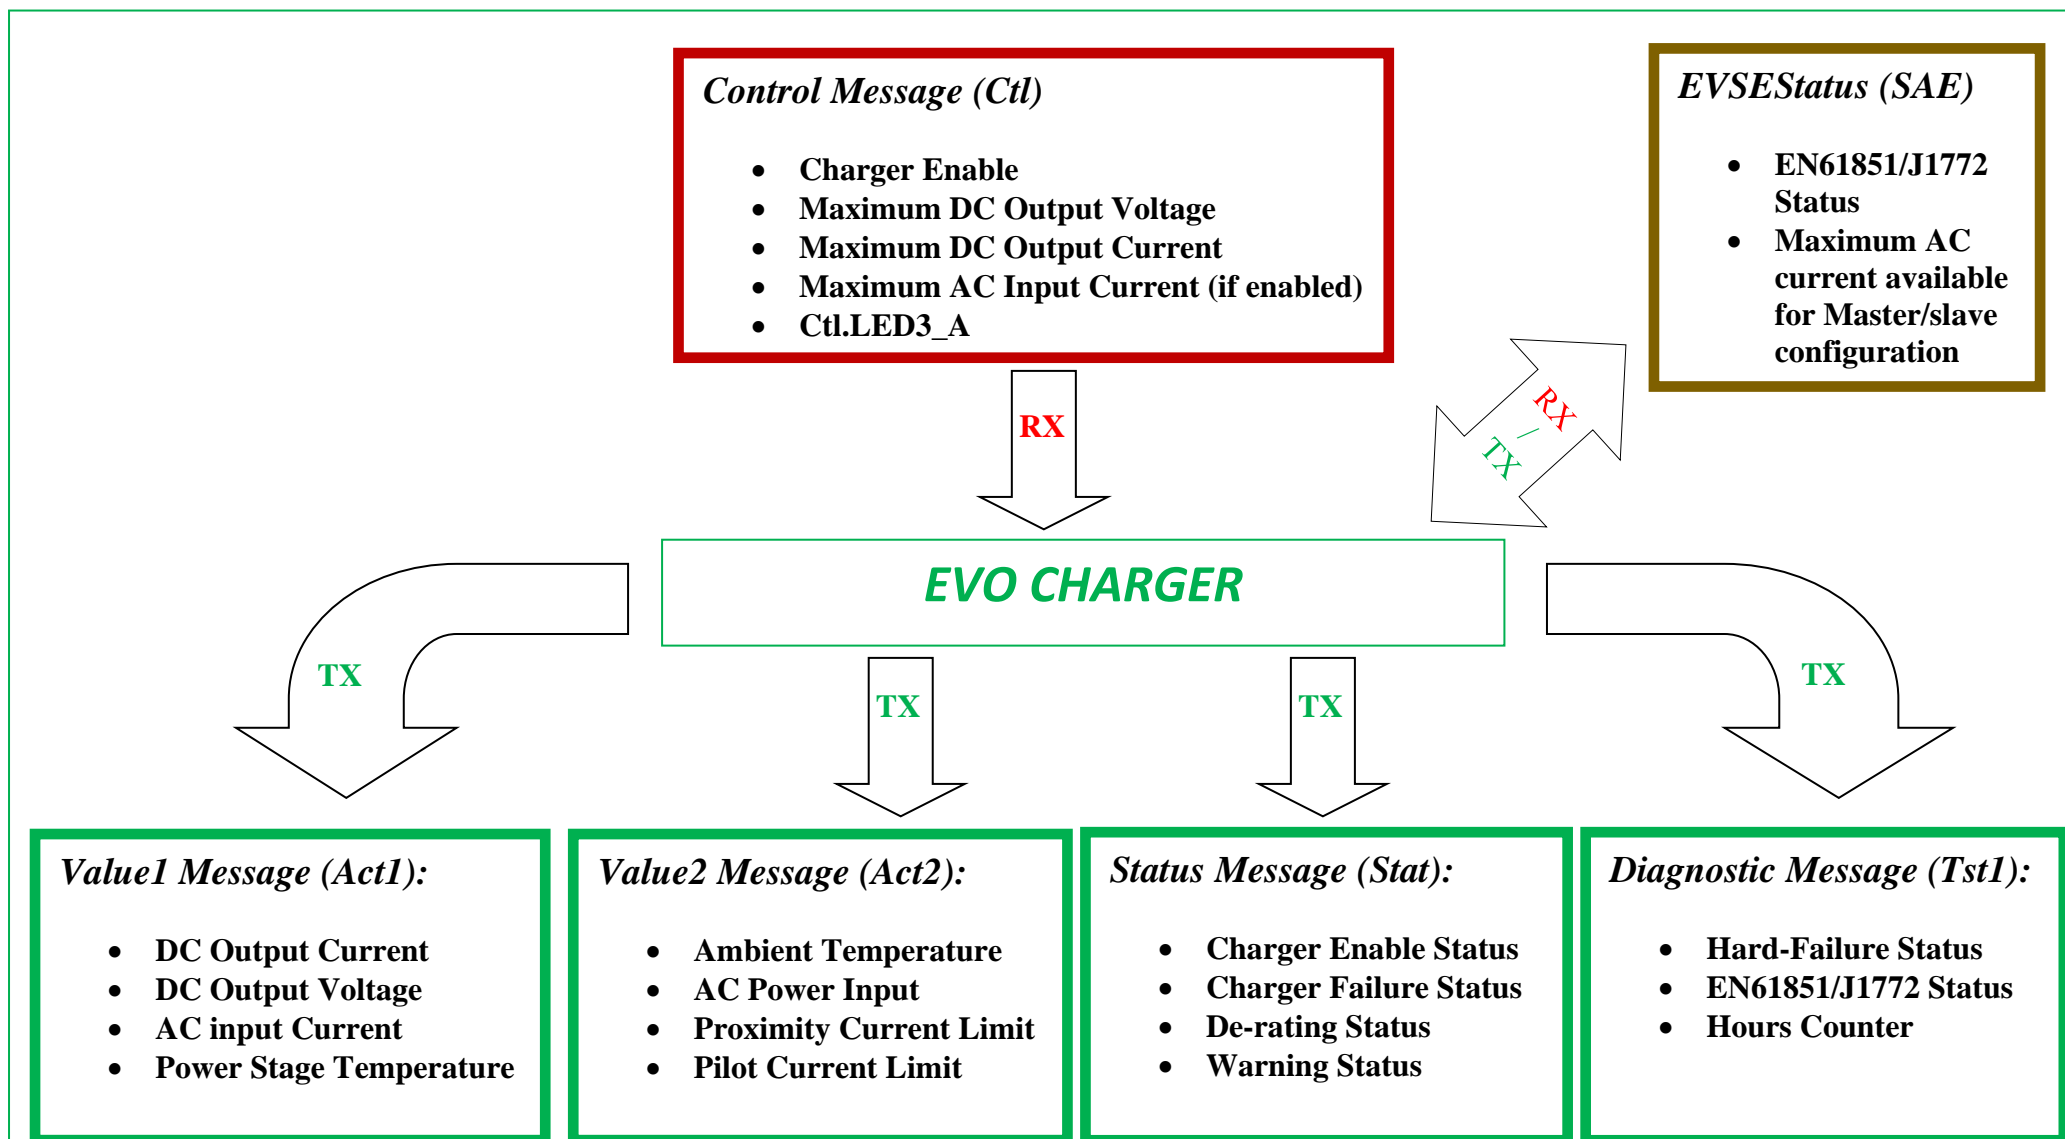 Control Message (Ctl)
• Charger Enable
• Maximum DC Output Voltage
• Maximum DC Output Current
• Maximum AC Input Current (if enabled)
• Ctl.LED3_A
EVSEStatus (SAE)
• EN61851/J1772
Status
• Maximum AC
current available
for Master/slave
configuration
RX
RX
/
TX
EVO CHARGER
TX
TX
TX
TX
Value1 Message (Act1):
• DC Output Current
• DC Output Voltage
• AC input Current
• Power Stage Temperature
Value2 Message (Act2):
• Ambient Temperature
• AC Power Input
• Proximity Current Limit
• Pilot Current Limit
Status Message (Stat):
• Charger Enable Status
• Charger Failure Status
• De-rating Status
• Warning Status
Diagnostic Message (Tst1):
• Hard-Failure Status
• EN61851/J1772 Status
• Hours Counter